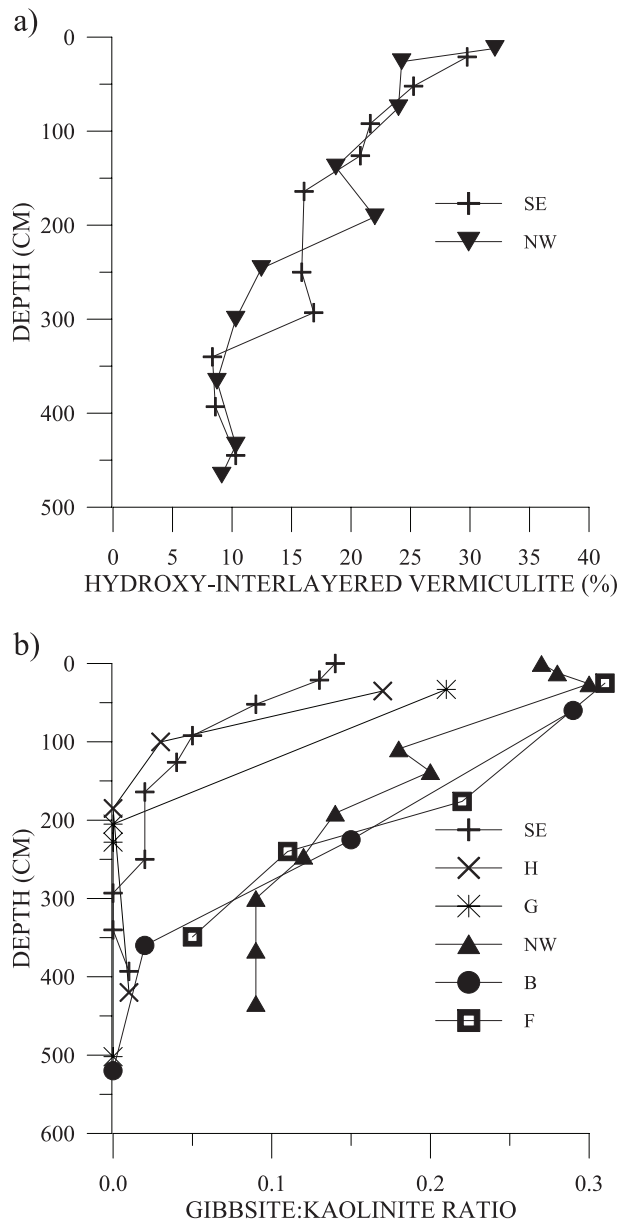 a)
0
100
200
300
400
500
DEPTH (CM)
SE
NW
0 5 10 15 20 25 30 35 40
HYDROXY-INTERLAYERED VERMICULITE (%)
b)
0
100
200
300
400
500
600
DEPTH (CM)
SE
H
G
NW
B
F
0.0 0.1 0.2 0.3
GIBBSITE:KAOLINITE RATIO